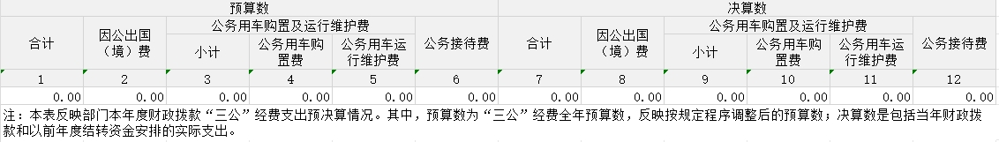 预算数 决算数
合计 因公出国（境）费 公务用车购置及运行维护费 公务接待费 合计 因公出国（境）费 公务用车购置及运行维护费 公务接待费
小计 公务用车购置费 公务用车运行维护费 小计 公务用车购置费 公务用车运行维护费
1 2 3 4 5 6 7 8 9 10 11 12
0.00 0.00 0.00 0.00 0.00 0.00 0.00 0.00 0.00 0.00 0.00 0.00
注：本表反映部门本年度财政拨款“三公”经费支出预决算情况。其中，预算数为“三公”经费全年预算数，反映按规定程序调整后的预算数；决算数是包括当年财政拨
款和以前年度结转资金安排的实际支出。